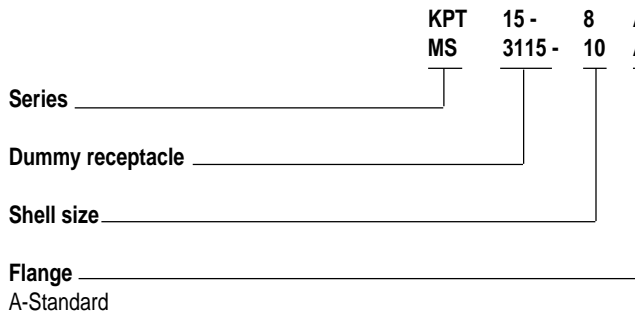 KPT 15 - 8
MS 3115 - 10
Series
Dummy receptacle
Shell size
Flange
A-Standard